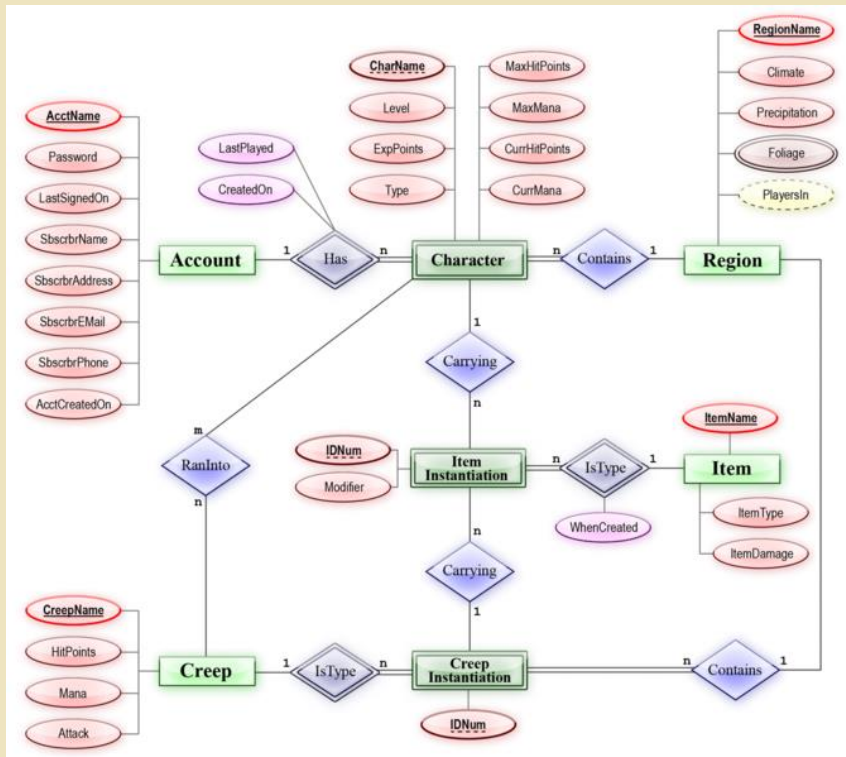 RegionName
CharName
MaxHitPoints
Climate
AcctName
Level
MaxMana
Precipitation
Password
LastPlayed
ExpPoints
CurrHitPoints
Foliage
LastSignedOn
CreatedOn
Type
CurrMana
PlayersIn
SbscrbrName
Account
1
Has
n
Character
n
Contains
1
Region
SbscrbrAddress
SbscrbrEMail
SbscrbrPhone
AcctCreatedOn
1
Carrying
n
m
RanInto
n
IDNum
Modifier
Item
Instantiation
n
IsType
1
ItemName
Item
WhenCreated
ItemType
ItemDamage
n
Carrying
1
CreepName
HitPoints
Mana
Attack
Creep
1
IsType
n
Creep
Instantiation
n
Contains
1
IDNum